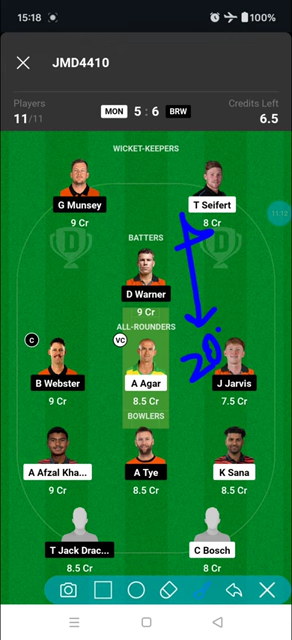 15:18 100%
JMD4410
Players Credits Left
11/11 MON 5 : 6 BRW 6.5
WICKET-KEEPERS
G Munsey T Seifert
9 Cr 8 Cr
11:12
BATTERS
D Warner
9 Cr
ALL-ROUNDERS
C VC
20:
B Webster A Agar J Jarvis
9 Cr 8.5 Cr 7.5 Cr
BOWLERS
A Afzal Kha... A Tye K Sana
9 Cr 8.5 Cr 8.5 Cr
T Jack Drac... C Bosch
8.5 Cr 8 Cr